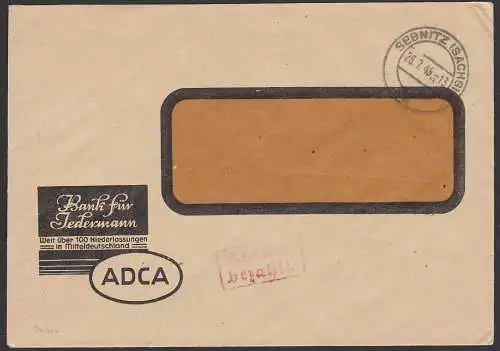 SEBNITZ (SACHS)
Bank für
Jedermann
Weit über 100 Niederlassungen
in Mitteldeutschland
ADCA
bezahlt